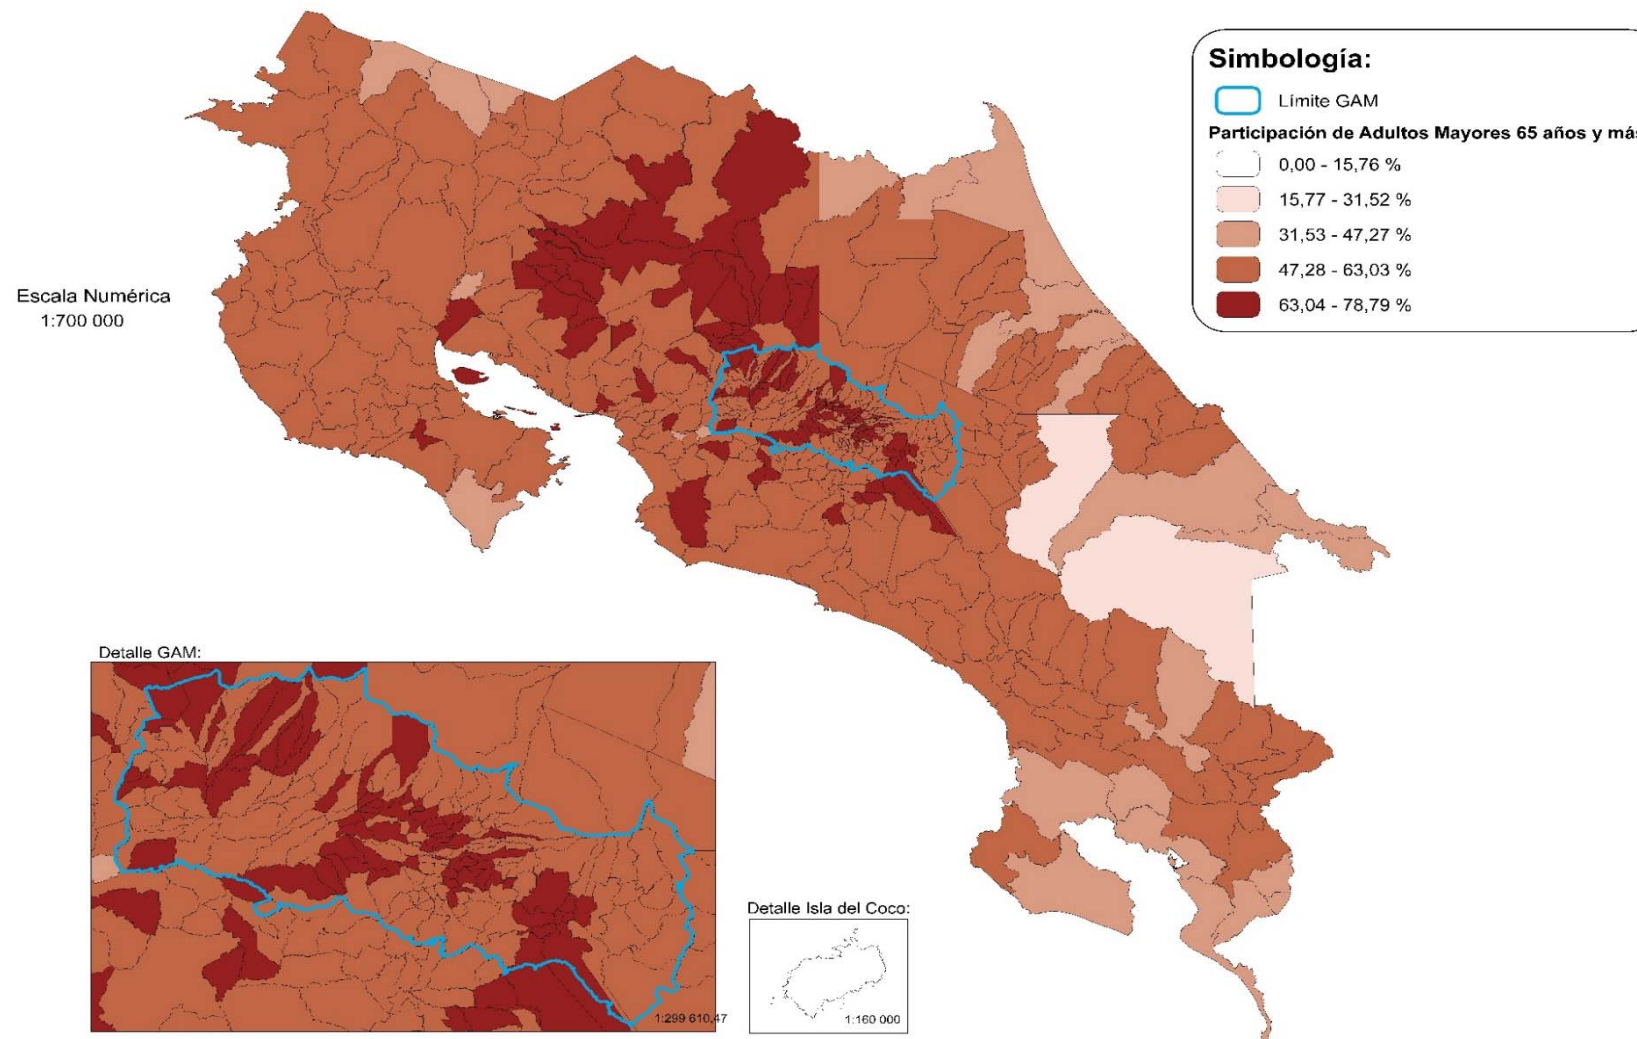 Simbología:
Límite GAM
Participación de Adultos Mayores 65 años y más
0,00 - 15,76 %
15,77 - 31,52 %
31,53 - 47,27 %
47,28 - 63,03 %
63,04 - 78,79 %
Escala Numérica
1:700 000
Detalle GAM:
1:299 610,47
Detalle Isla del Coco:
1:160 000